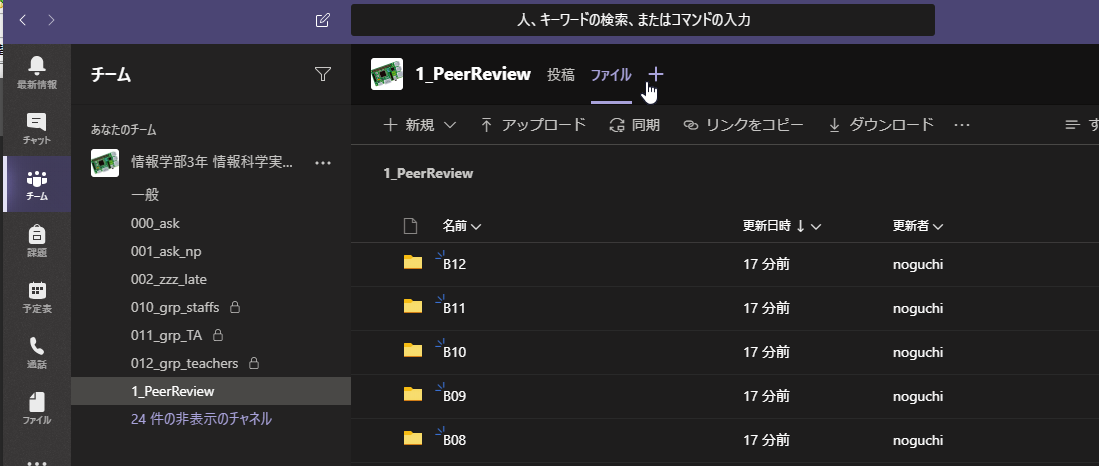 人、キーワードの検索、またはコマンドの入力
最新情報
チャット
チーム
課題
予定表
通話
ファイル
チーム
あなたのチーム
情報学部3年 情報科学実...
一般
000_ask
001_ask_np
002_zzz_late
010_grp_staffs
011_grp_TA
012_grp_teachers
1_PeerReview
24 件の非表示のチャネル
1_PeerReview 投稿 ファイル
新規 アップロード 同期 リンクをコピー ダウンロード ... す
1_PeerReview
名前 更新日時 更新者
B12 17 分前 noguchi
B11 17 分前 noguchi
B10 17 分前 noguchi
B09 17 分前 noguchi
B08 17 分前 noguchi